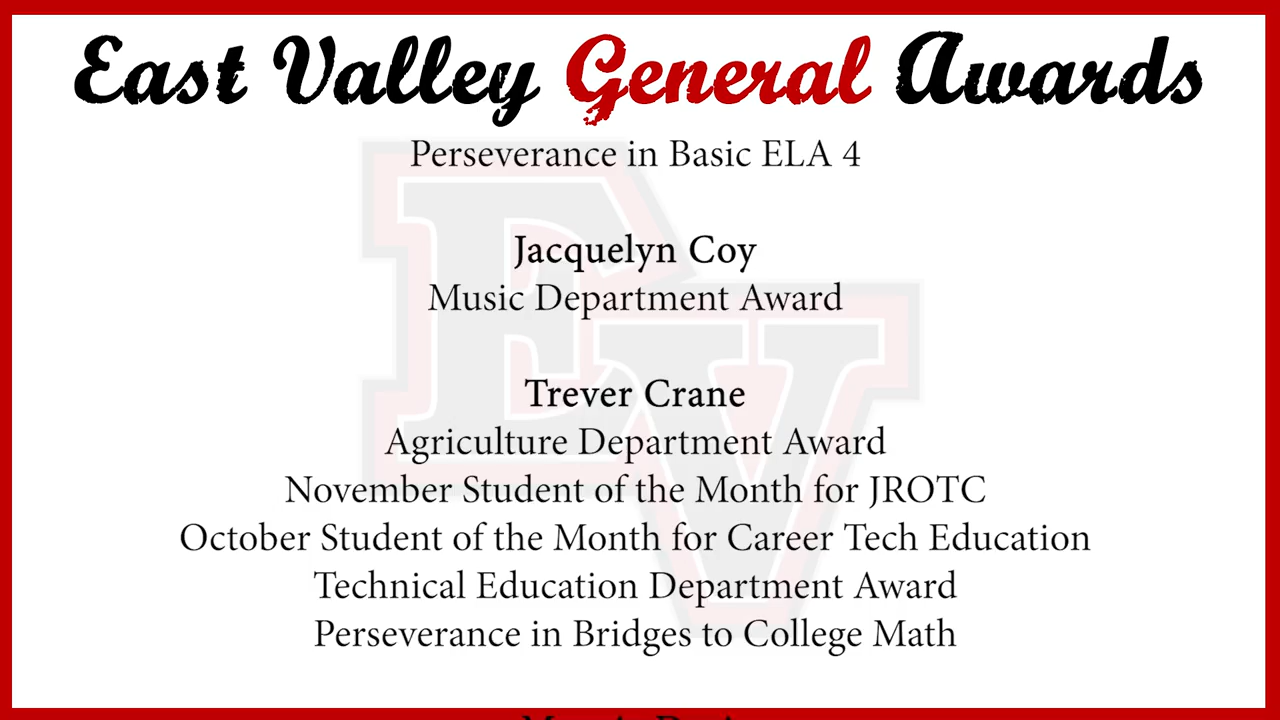 East Valley General Awards
Perseverance in Basic ELA 4
Jacquelyn Coy
Music Department Award
Trever Crane
Agriculture Department Award
November Student of the Month for JROTC
October Student of the Month for Career Tech Education
Technical Education Department Award
Perseverance in Bridges to College Math
EV